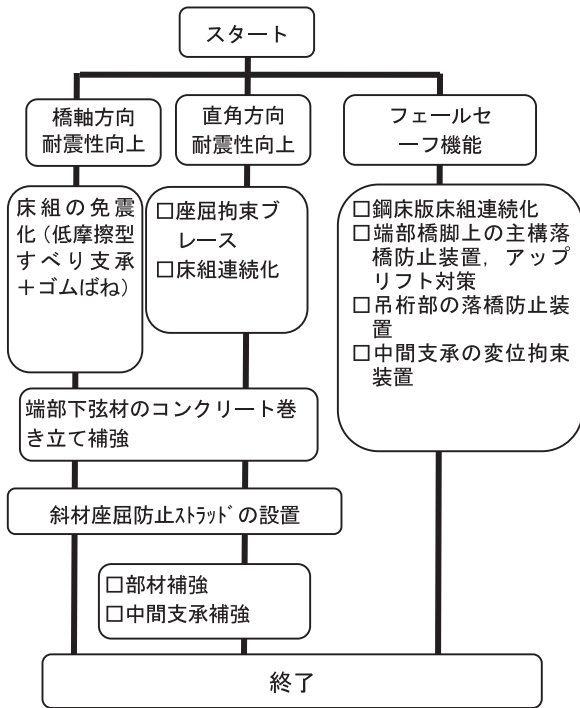 スタート
橋軸方向
耐震性向上
直角方向
耐震性向上
フェールセ
ーフ機能
床組の免震
化（低摩擦型
すべり支承
＋ゴムばね）
□座屈拘束ブ
レース
□床組連続化
□鋼床版床組連続化
□端部橋脚上の主構落
橋防止装置，アップ
リフト対策
□吊桁部の落橋防止装
置
□中間支承の変位拘束
装置
端部下弦材のコンクリート巻
き立て補強
斜材座屈防止ｽﾄﾗｯﾄﾞの設置
□部材補強
□中間支承補強
終了